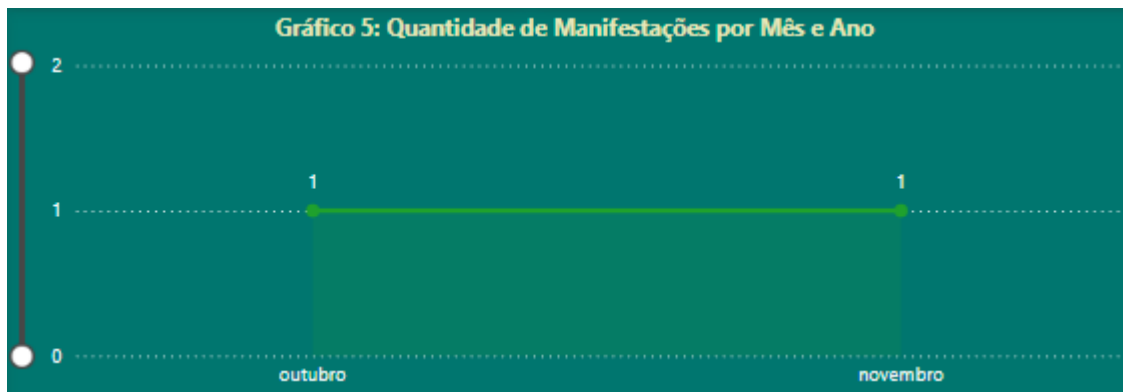 Gráfico 5: Quantidade de Manifestações por Mês e Ano
2
1 1
1
0
outubro novembro